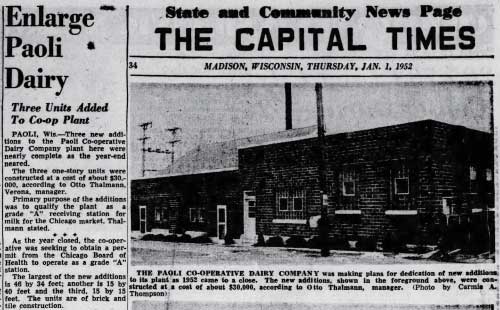 Enlarge
Paoli
Dairy
Three Units Added
To Co-op Plant
PAOLI, Wis.—Three new addi-
tions to the Paoli Co-operative
Dairy Company plant here were
nearly complete as the year-end
neared.
The three one-story units were
constructed at a cost of about $30,-
000, according to Otto Thalmann,
Verona, manager.
Primary purpose of the additions
was to qualify the plant as a
grade "A" receiving station for
milk for the Chicago market, Thal-
mann stated.
As the year closed, the co-oper-
ative was seeking to obtain a per-
mit from the Chicago Board of
Health to operate as a grade "A"
station.
The largest of the new additions
is 46 by 34 feet; another is 15 by
40 feet and the third, 15 by 15
feet. The units are of brick and
tile construction.
State and Community News Page
THE CAPITAL TIMES
34
MADISON, WISCONSIN, THURSDAY, JAN. 1, 1952
THE PAOLI CO-OPERATIVE DAIRY COMPANY was making plans for dedication of new additions
to its plant as 1952 came to a close. The new additions, shown in the foreground above, were con-
structed at a cost of about $30,000, according to Otto Thalmann, manager. (Photo by Carmie A.
Thompson)